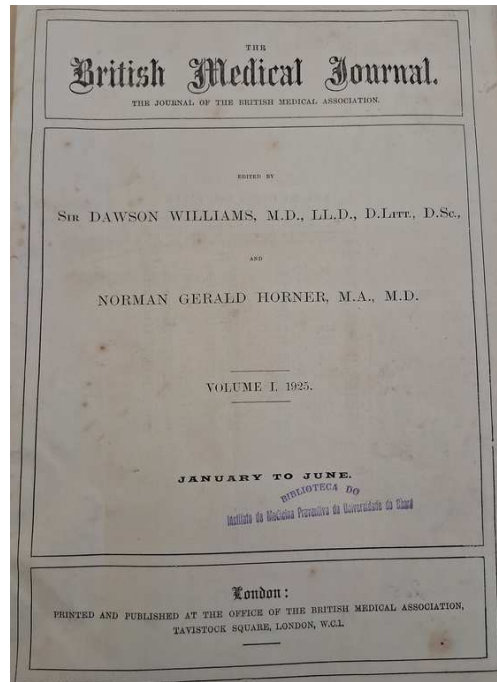 THE
British Medical Journal.
THE JOURNAL OF THE BRITISH MEDICAL ASSOCIATION.
EDITED BY
SIR DAWSON WILLIAMS, M.D., LL.D., D.LITT., D.SC.,
AND
NORMAN GERALD HORNER, M.A., M.D.
VOLUME I, 1925.
JANUARY TO JUNE.
BIBLIOTECA DO
Instituto de Medicina Preventiva da Universidade do Ceará
London:
PRINTED AND PUBLISHED AT THE OFFICE OF THE BRITISH MEDICAL ASSOCIATION,
TAVISTOCK SQUARE, LONDON, W.C.1.